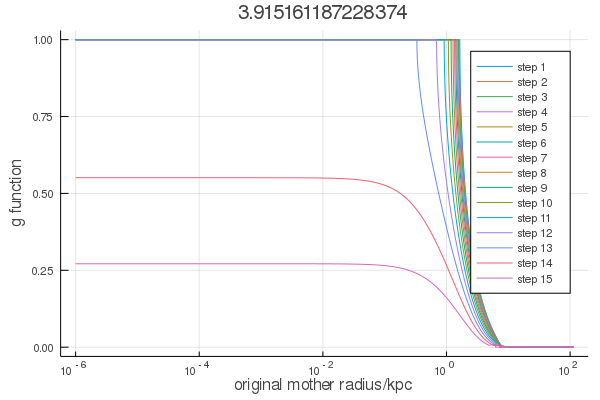 3.915161187228374
g function
1.00
0.75
0.50
0.25
0.00
step 1
step 2
step 3
step 4
step 5
step 6
step 7
step 8
step 9
step 10
step 11
step 12
step 13
step 14
step 15
10^-6
10^-4
10^-2
10^0
10^2
original mother radius/kpc